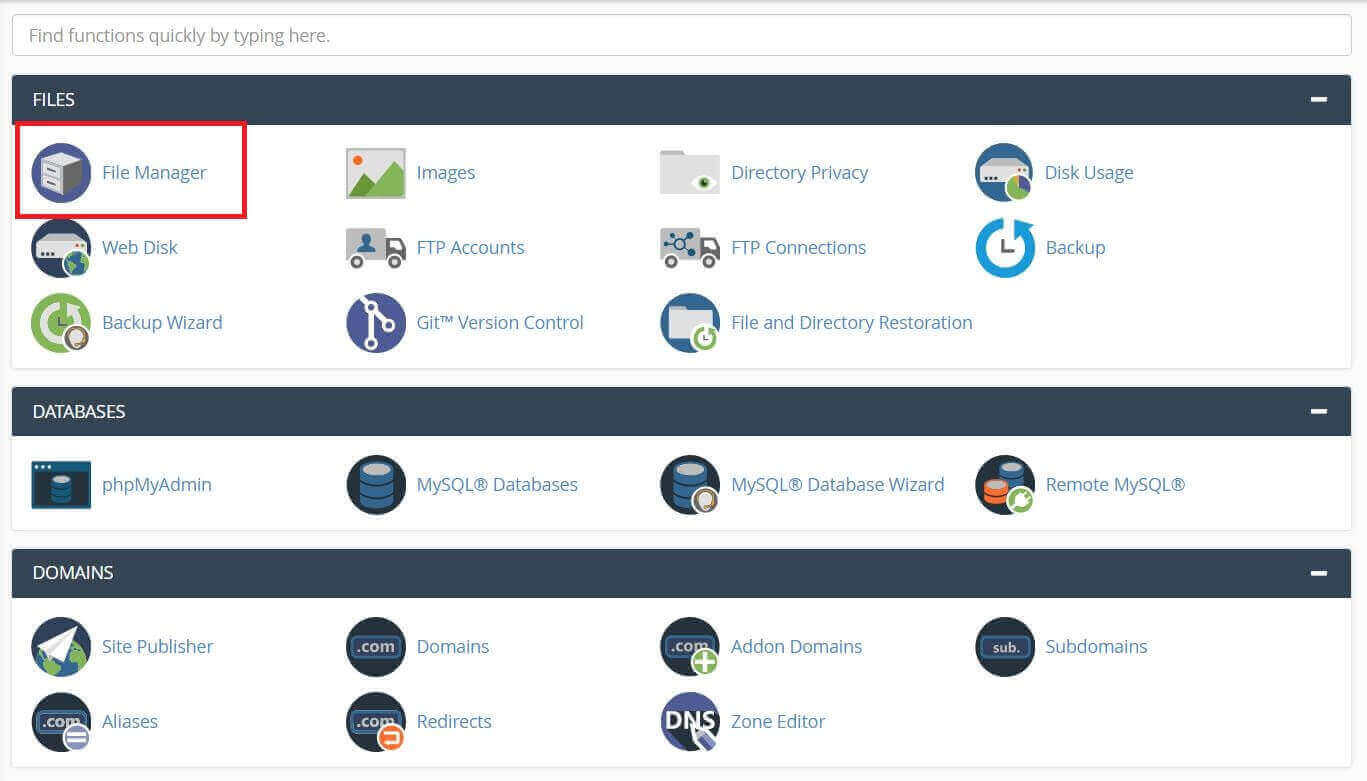 Find functions quickly by typing here.
FILES
File Manager
Images
Directory Privacy
Disk Usage
Web Disk
FTP Accounts
FTP Connections
Backup
Backup Wizard
Git™ Version Control
File and Directory Restoration
DATABASES
phpMyAdmin
MySQL® Databases
MySQL® Database Wizard
Remote MySQL®
DOMAINS
Site Publisher
.com
Domains
.com
Addon Domains
sub.
Subdomains
.com
Aliases
.com
Redirects
DNS
Zone Editor